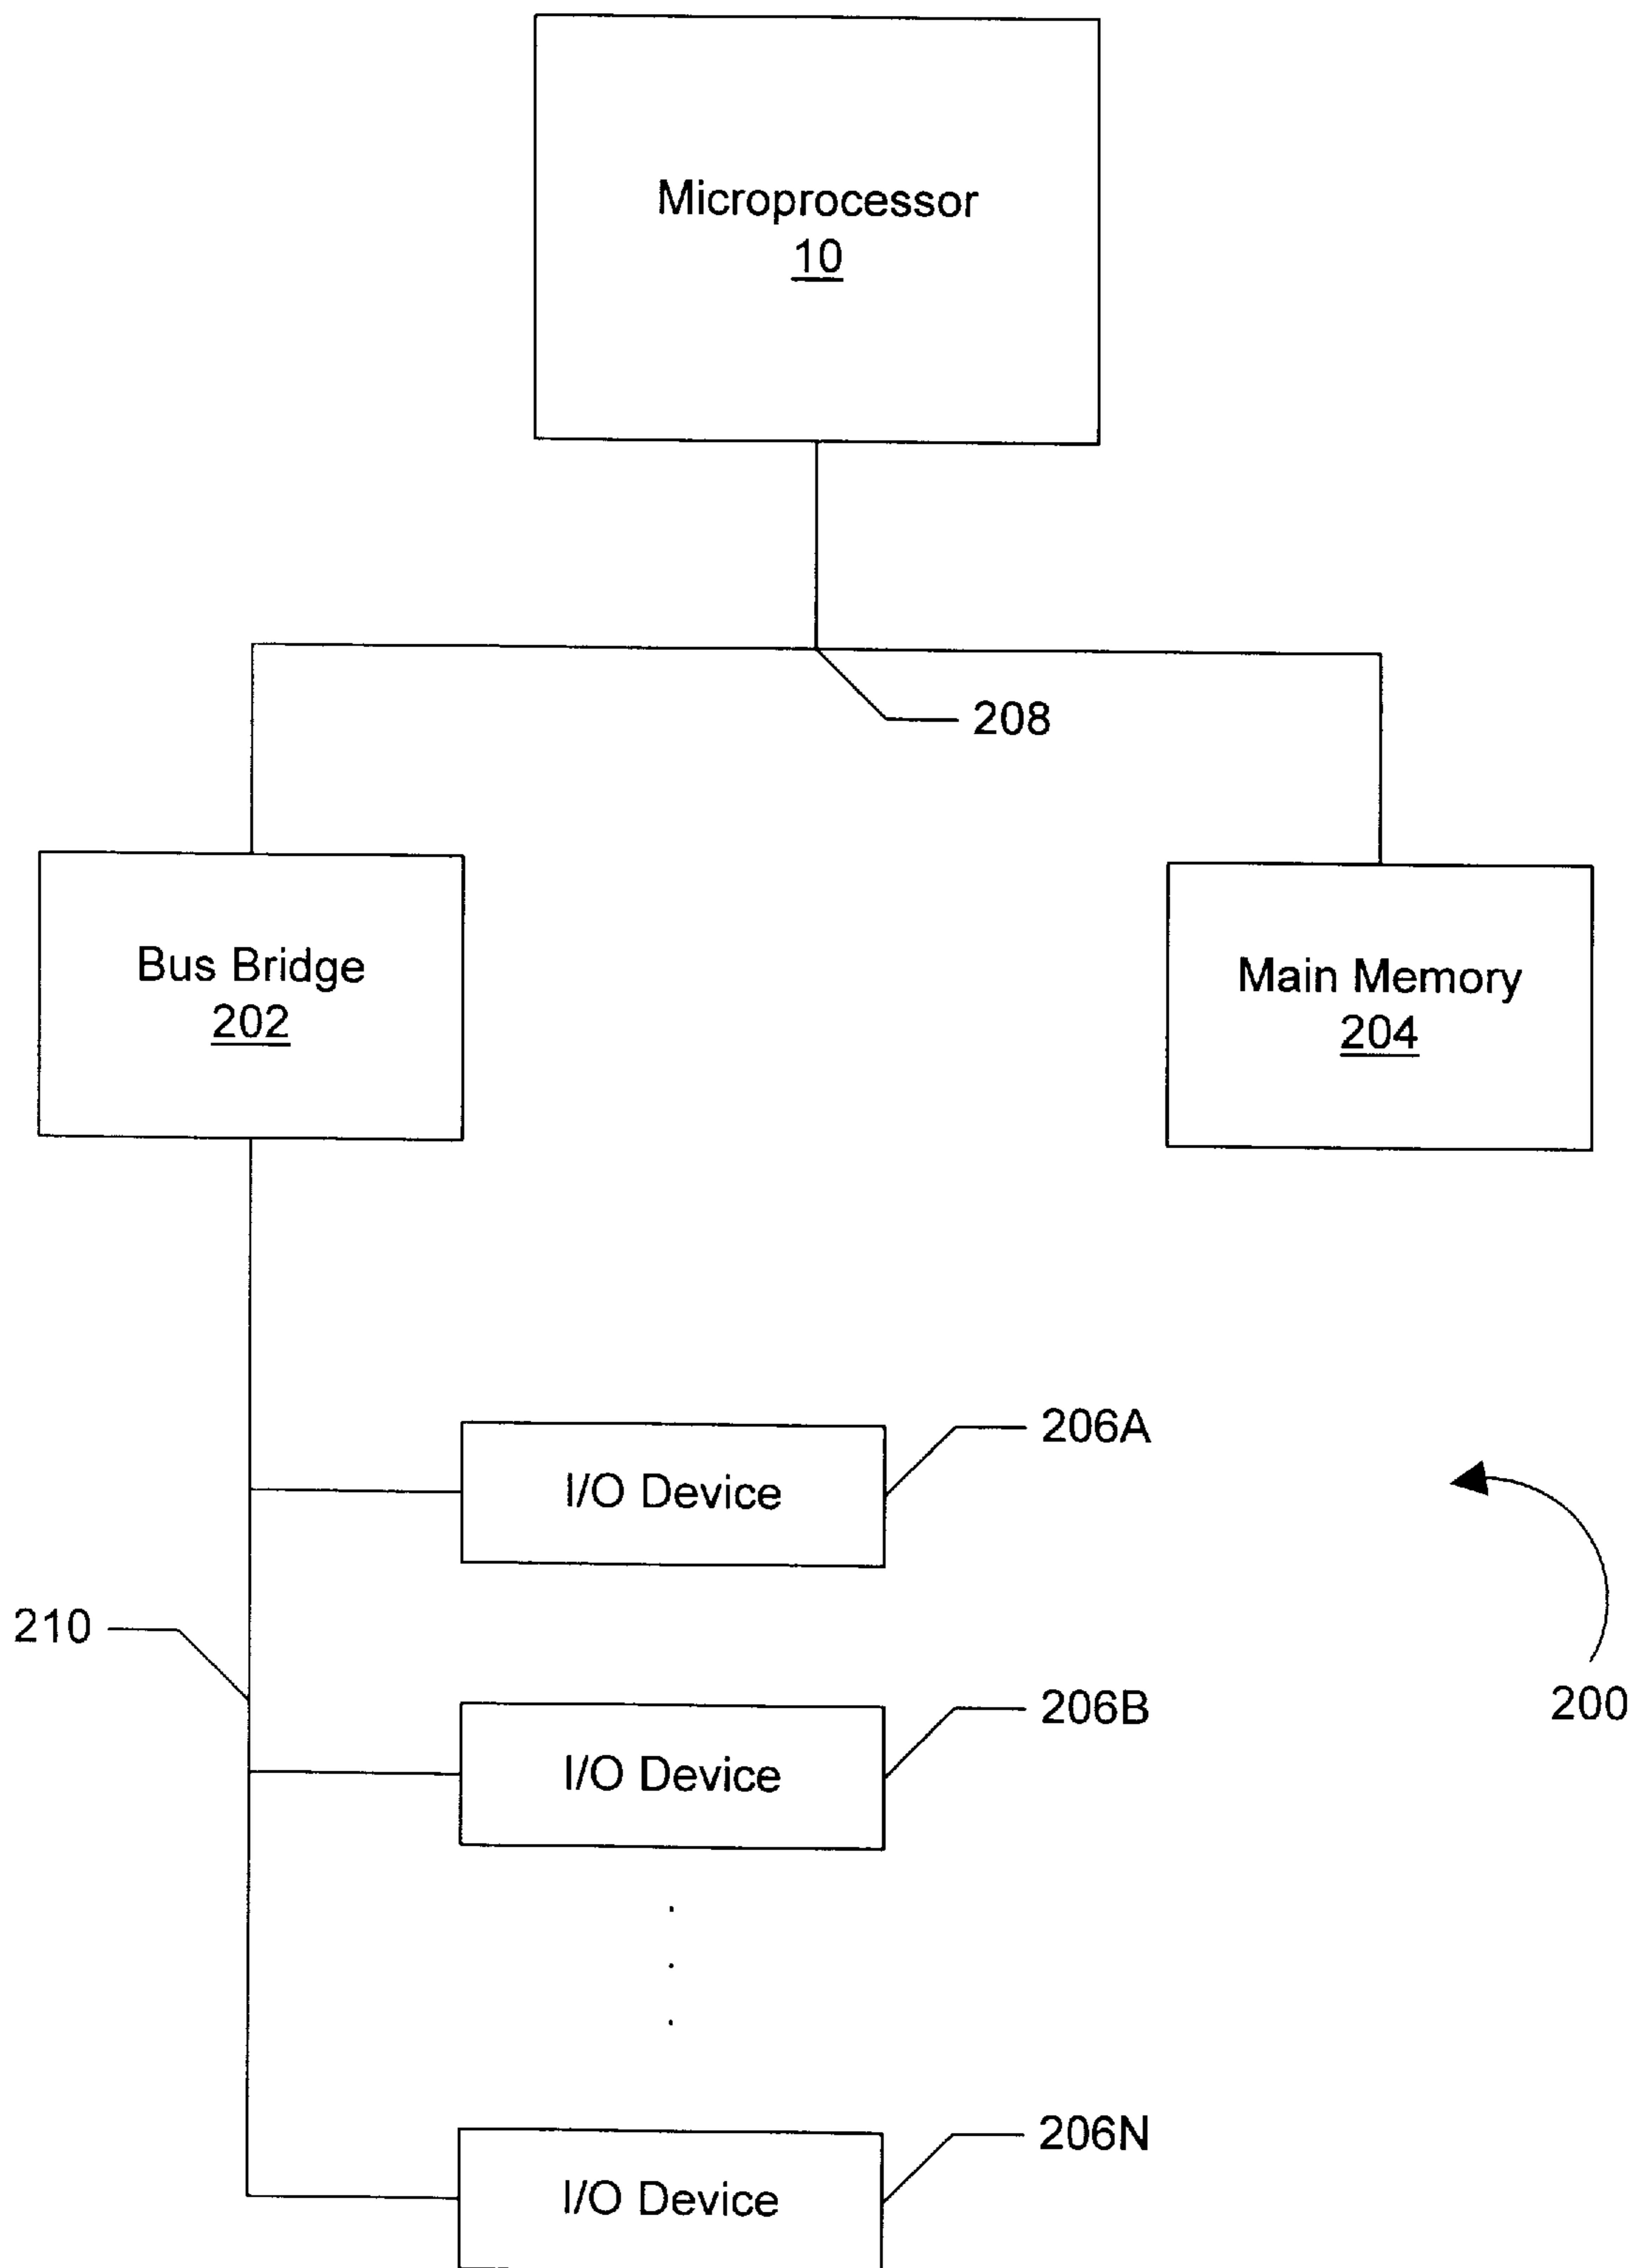 Microprocessor
10
208
Bus Bridge
202
Main Memory
204
206A
I/O Device
210
206B
200
I/O Device
206N
I/O Device